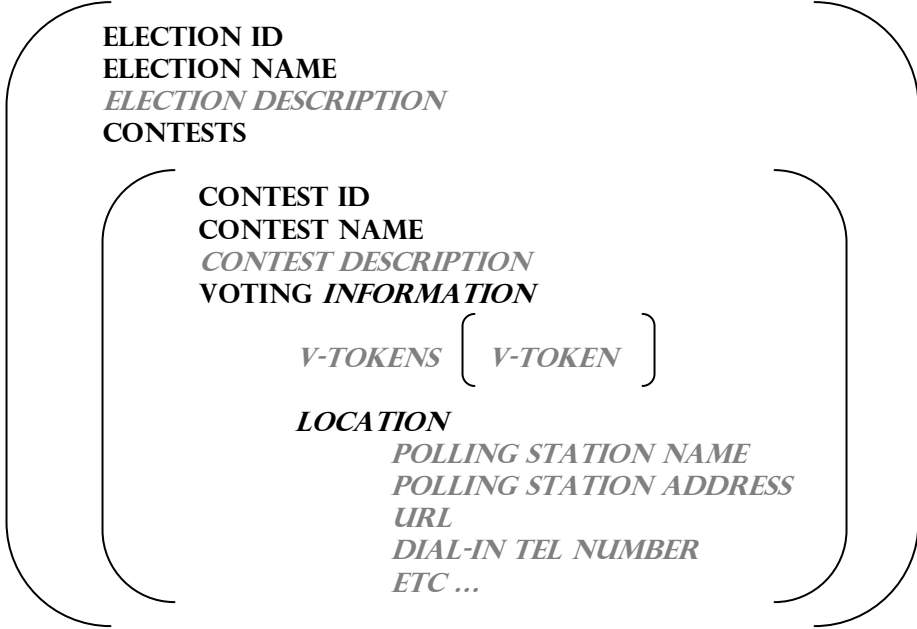 ELECTION ID
ELECTION NAME
ELECTION DESCRIPTION
CONTESTS
CONTEST ID
CONTEST NAME
CONTEST DESCRIPTION
VOTING INFORMATION
V-TOKENS V-TOKEN
LOCATION
POLLING STATION NAME
POLLING STATION ADDRESS
URL
DIAL-IN TEL NUMBER
ETC ...